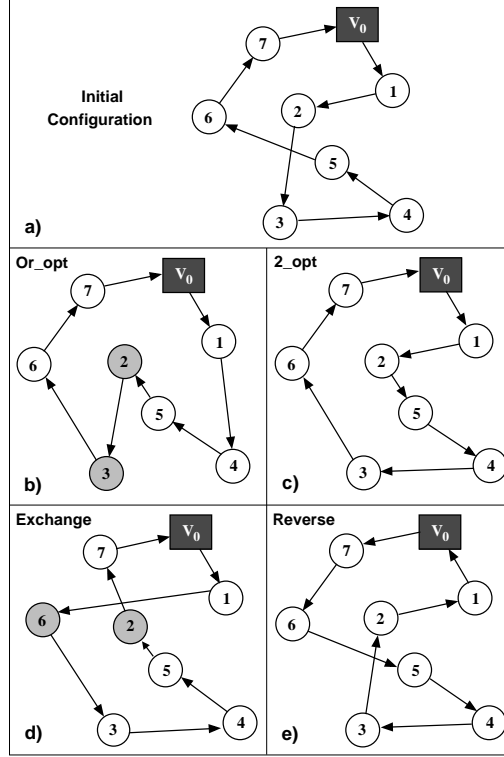 V0
7
1
Initial
Configuration
2
6
5
3
4
a)
Or_opt
V0
7
1
2
6
5
4
3
b)
2_opt
V0
7
1
2
6
5
4
3
c)
Exchange
V0
7
1
6
2
5
4
3
d)
Reverse
V0
7
1
2
6
5
4
3
e)